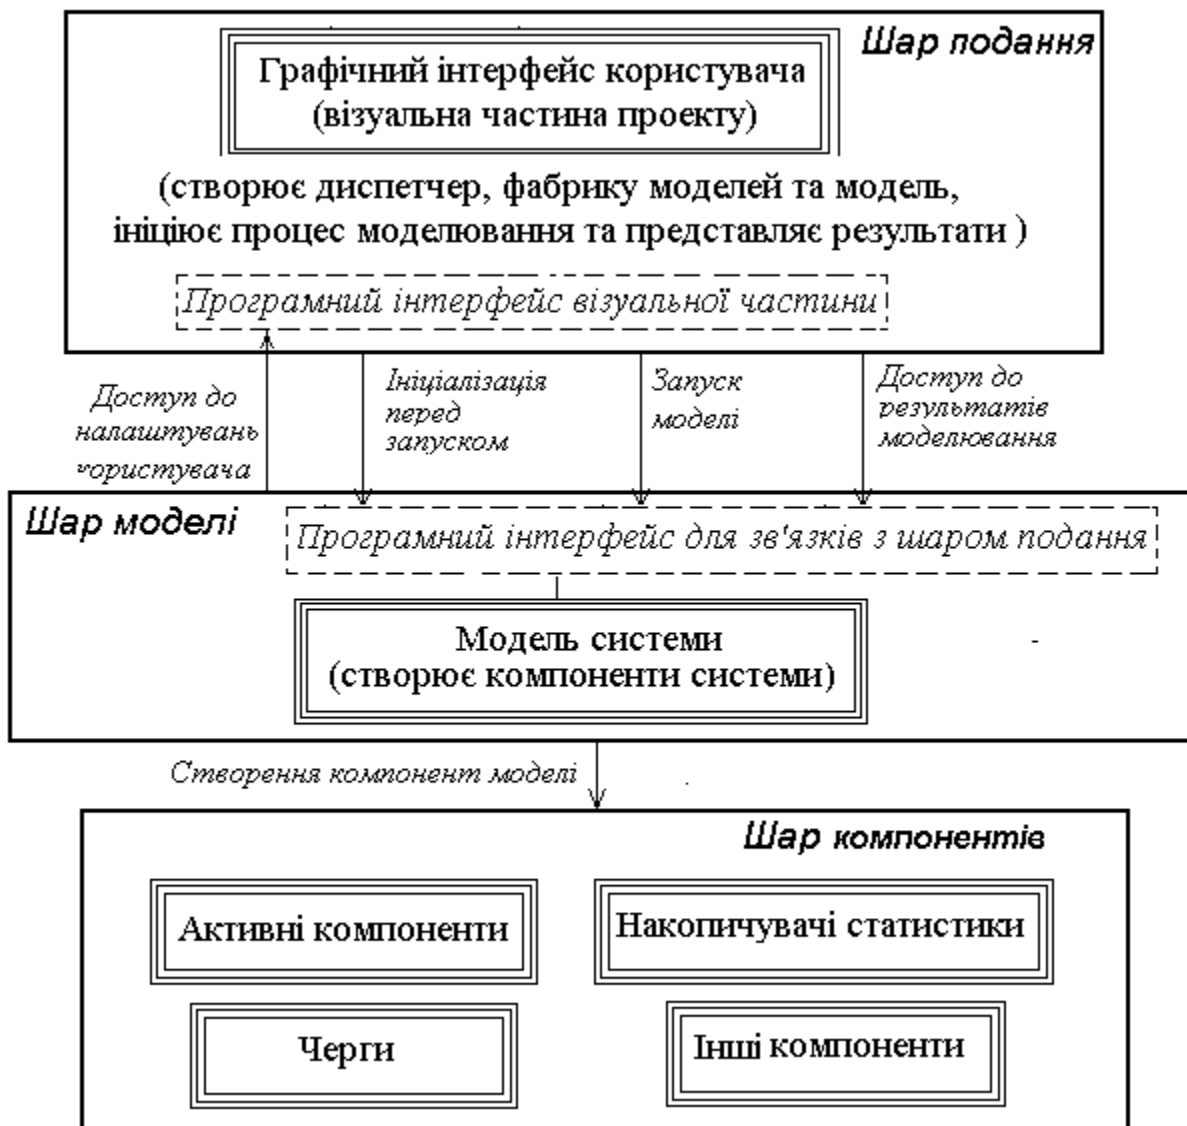 Шар подання
Графічний інтерфейс користувача
(візуальна частина проекту)
(створює диспетчер, фабрику моделей та модель,
ініціює процес моделювання та представляє результати )
Програмний інтерфейс візуальної частини
Доступ до
налаштувань
користувача
Ініціалізація
перед
запуском
Запуск
моделі
Доступ до
результатів
моделювання
Шар моделі
Програмний інтерфейс для зв'язків з шаром подання
Модель системи
(створює компоненти системи)
Створення компонент моделі
Шар компонентів
Активні компоненти
Накопичувачі статистики
Черги
Інші компоненти